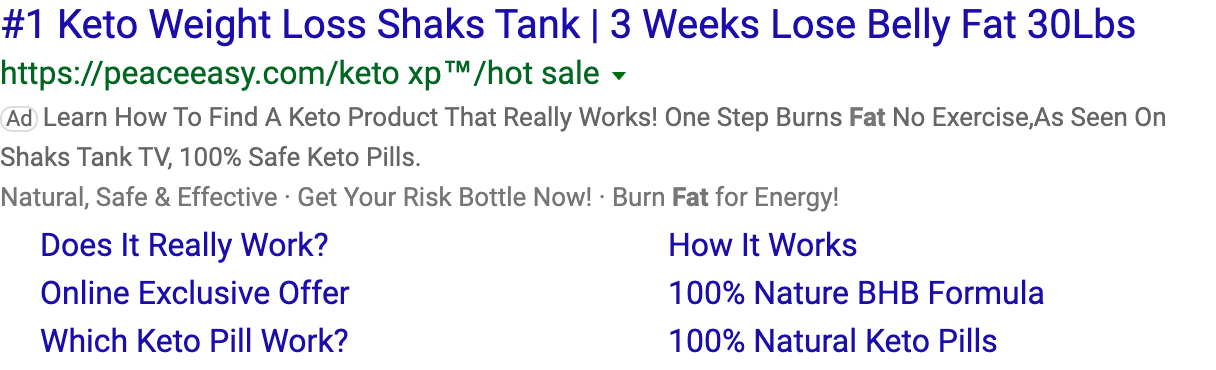 #1 Keto Weight Loss Shaks Tank | 3 Weeks Lose Belly Fat 30Lbs
https://peaceeasy.com/keto xp™/hot sale
Ad Learn How To Find A Keto Product That Really Works! One Step Burns Fat No Exercise,As Seen On
Shaks Tank TV, 100% Safe Keto Pills.
Natural, Safe & Effective · Get Your Risk Bottle Now! · Burn Fat for Energy!
Does It Really Work?
How It Works
Online Exclusive Offer
100% Nature BHB Formula
Which Keto Pill Work?
100% Natural Keto Pills